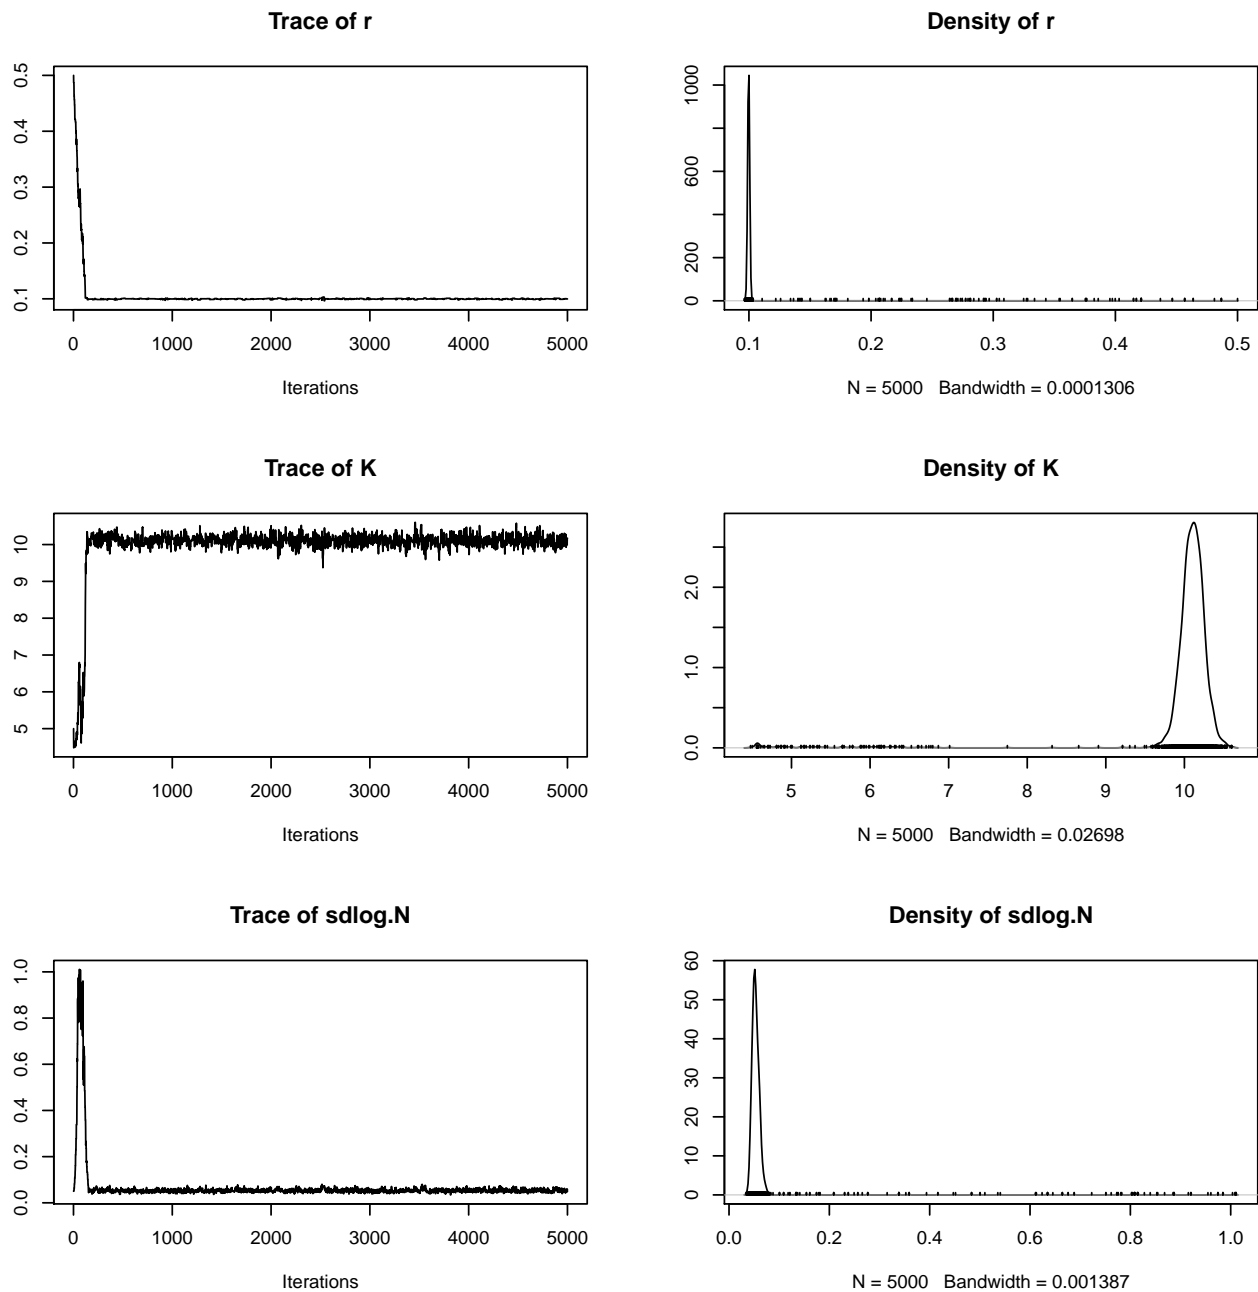 Trace of r
0.5
0.4
0.3
0.2
0.1
0 1000 2000 3000 4000 5000
Iterations
Density of r
1000
600
200
0
0.1 0.2 0.3 0.4 0.5
N = 5000 Bandwidth = 0.0001306
Trace of K
10
9
8
7
6
5
0 1000 2000 3000 4000 5000
Iterations
Density of K
2.0
1.0
0.0
5 6 7 8 9 10
N = 5000 Bandwidth = 0.02698
Trace of sdlog.N
1.0
0.8
0.6
0.4
0.2
0.0
0 1000 2000 3000 4000 5000
Iterations
Density of sdlog.N
60
50
40
30
20
10
0
0.0 0.2 0.4 0.6 0.8 1.0
N = 5000 Bandwidth = 0.001387